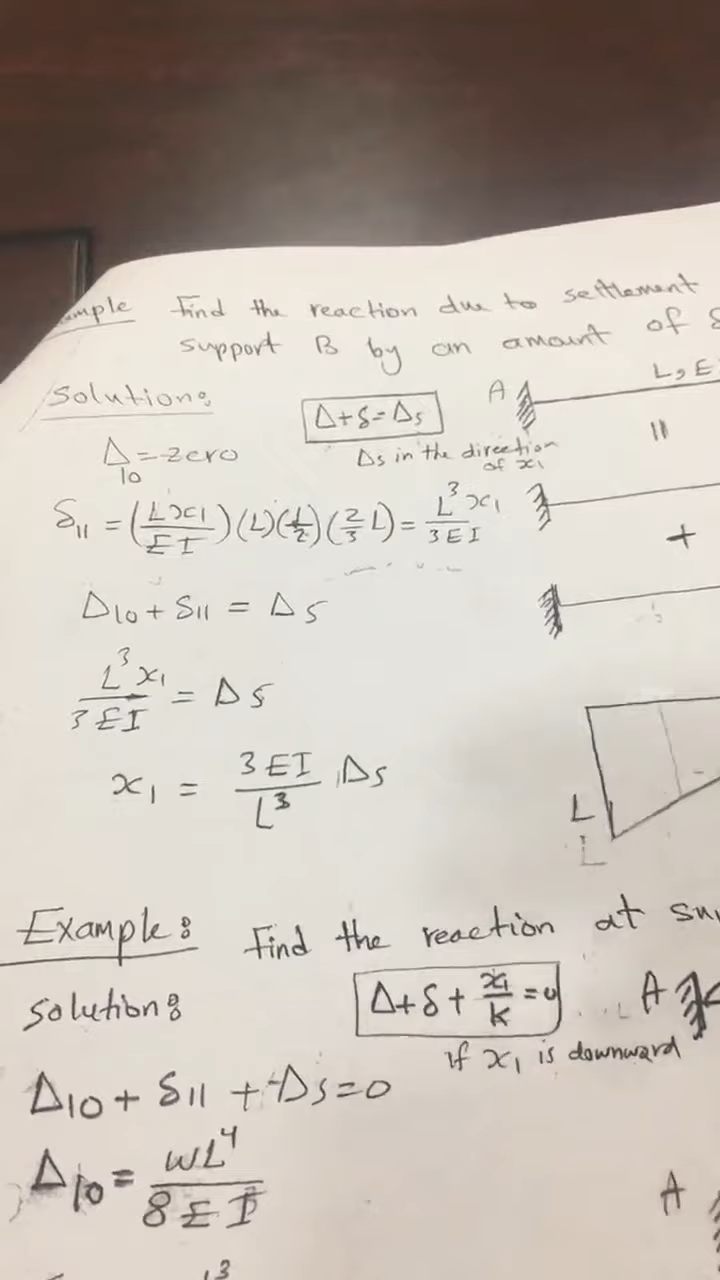 ample Find the reaction due to settlement
support B by an amount of δ
Solution:
Δ+δ=Δs
A
L, E
Δ10 = zero
Δs in the direction
of x1
=
δ11 = (Lx1/EI)(L)(1/2)(2/3 L) = L³x1/3EI
+
Δ10 + δ11 = Δs
L³x1/3EI = Δs
x1 = 3EI/L³ Δs
L
L
Example: Find the reaction at su
Solution:
Δ+δ+x1/k=0
A
if x1 is downward
Δ10 + δ11 + Δs=0
Δ10 = wL⁴/8EI
A
L³